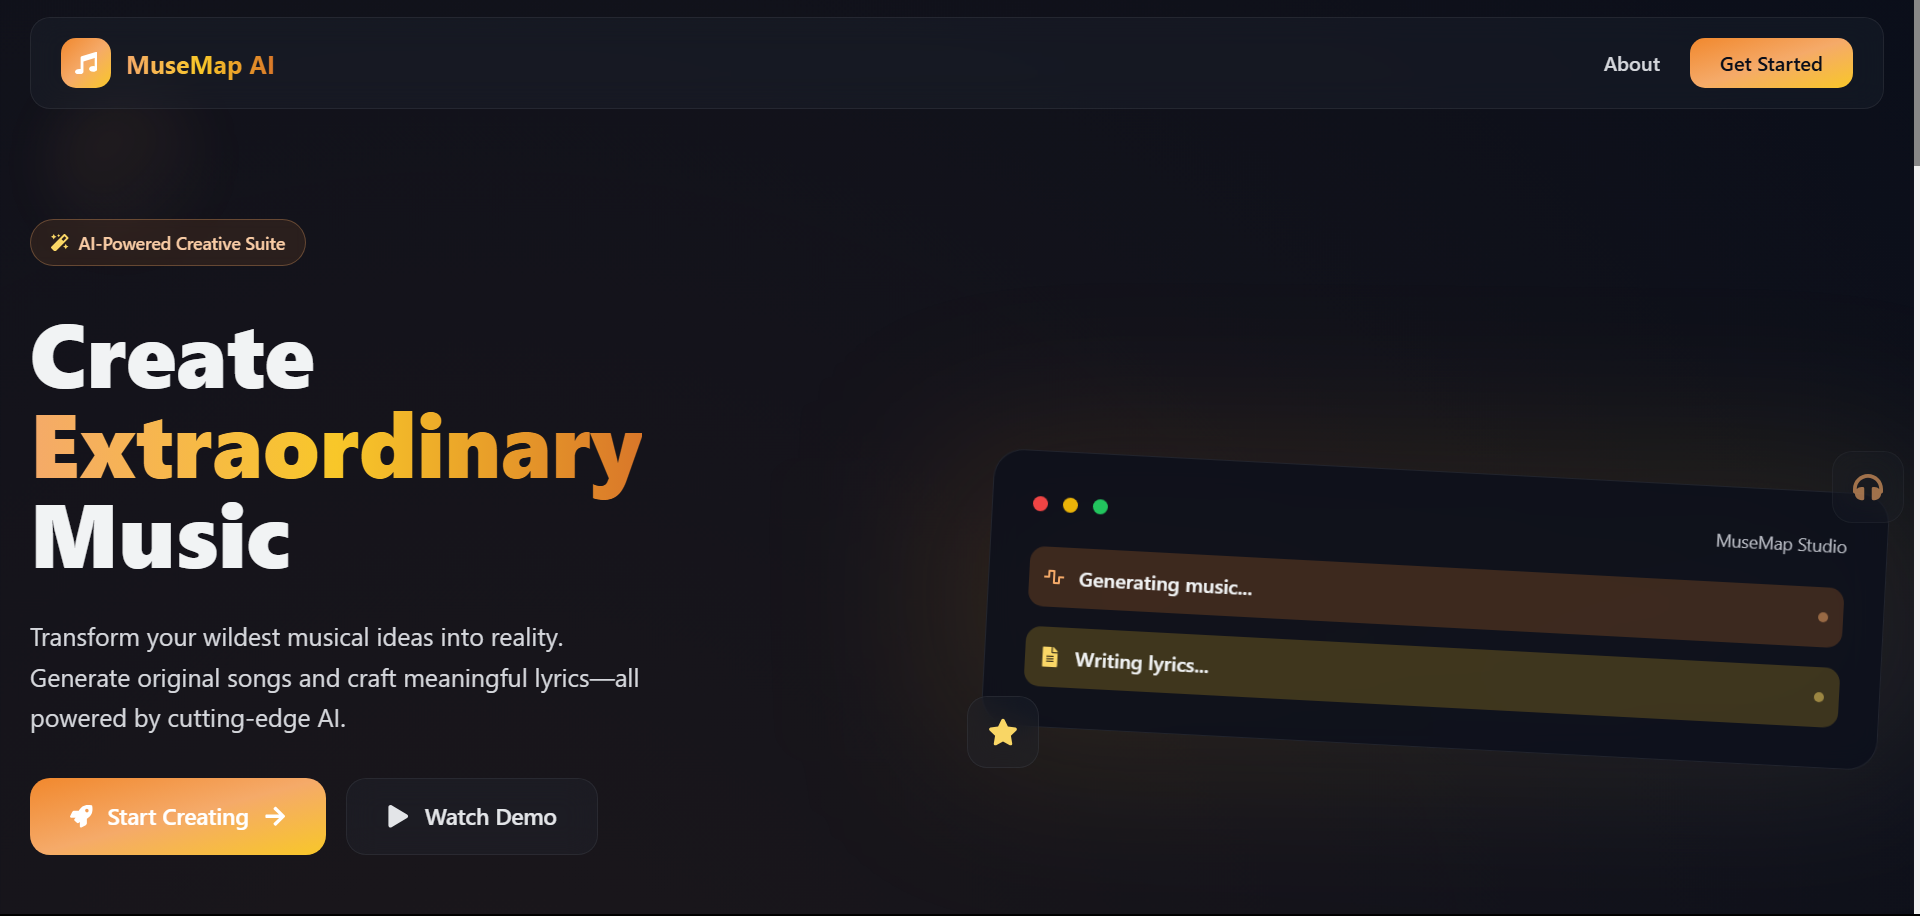 MuseMap AI
About
Get Started
AI-Powered Creative Suite
Create
Extraordinary
Music
Transform your wildest musical ideas into reality.
Generate original songs and craft meaningful lyrics—all
powered by cutting-edge AI.
Start Creating
Watch Demo
MuseMap Studio
Generating music...
Writing lyrics...